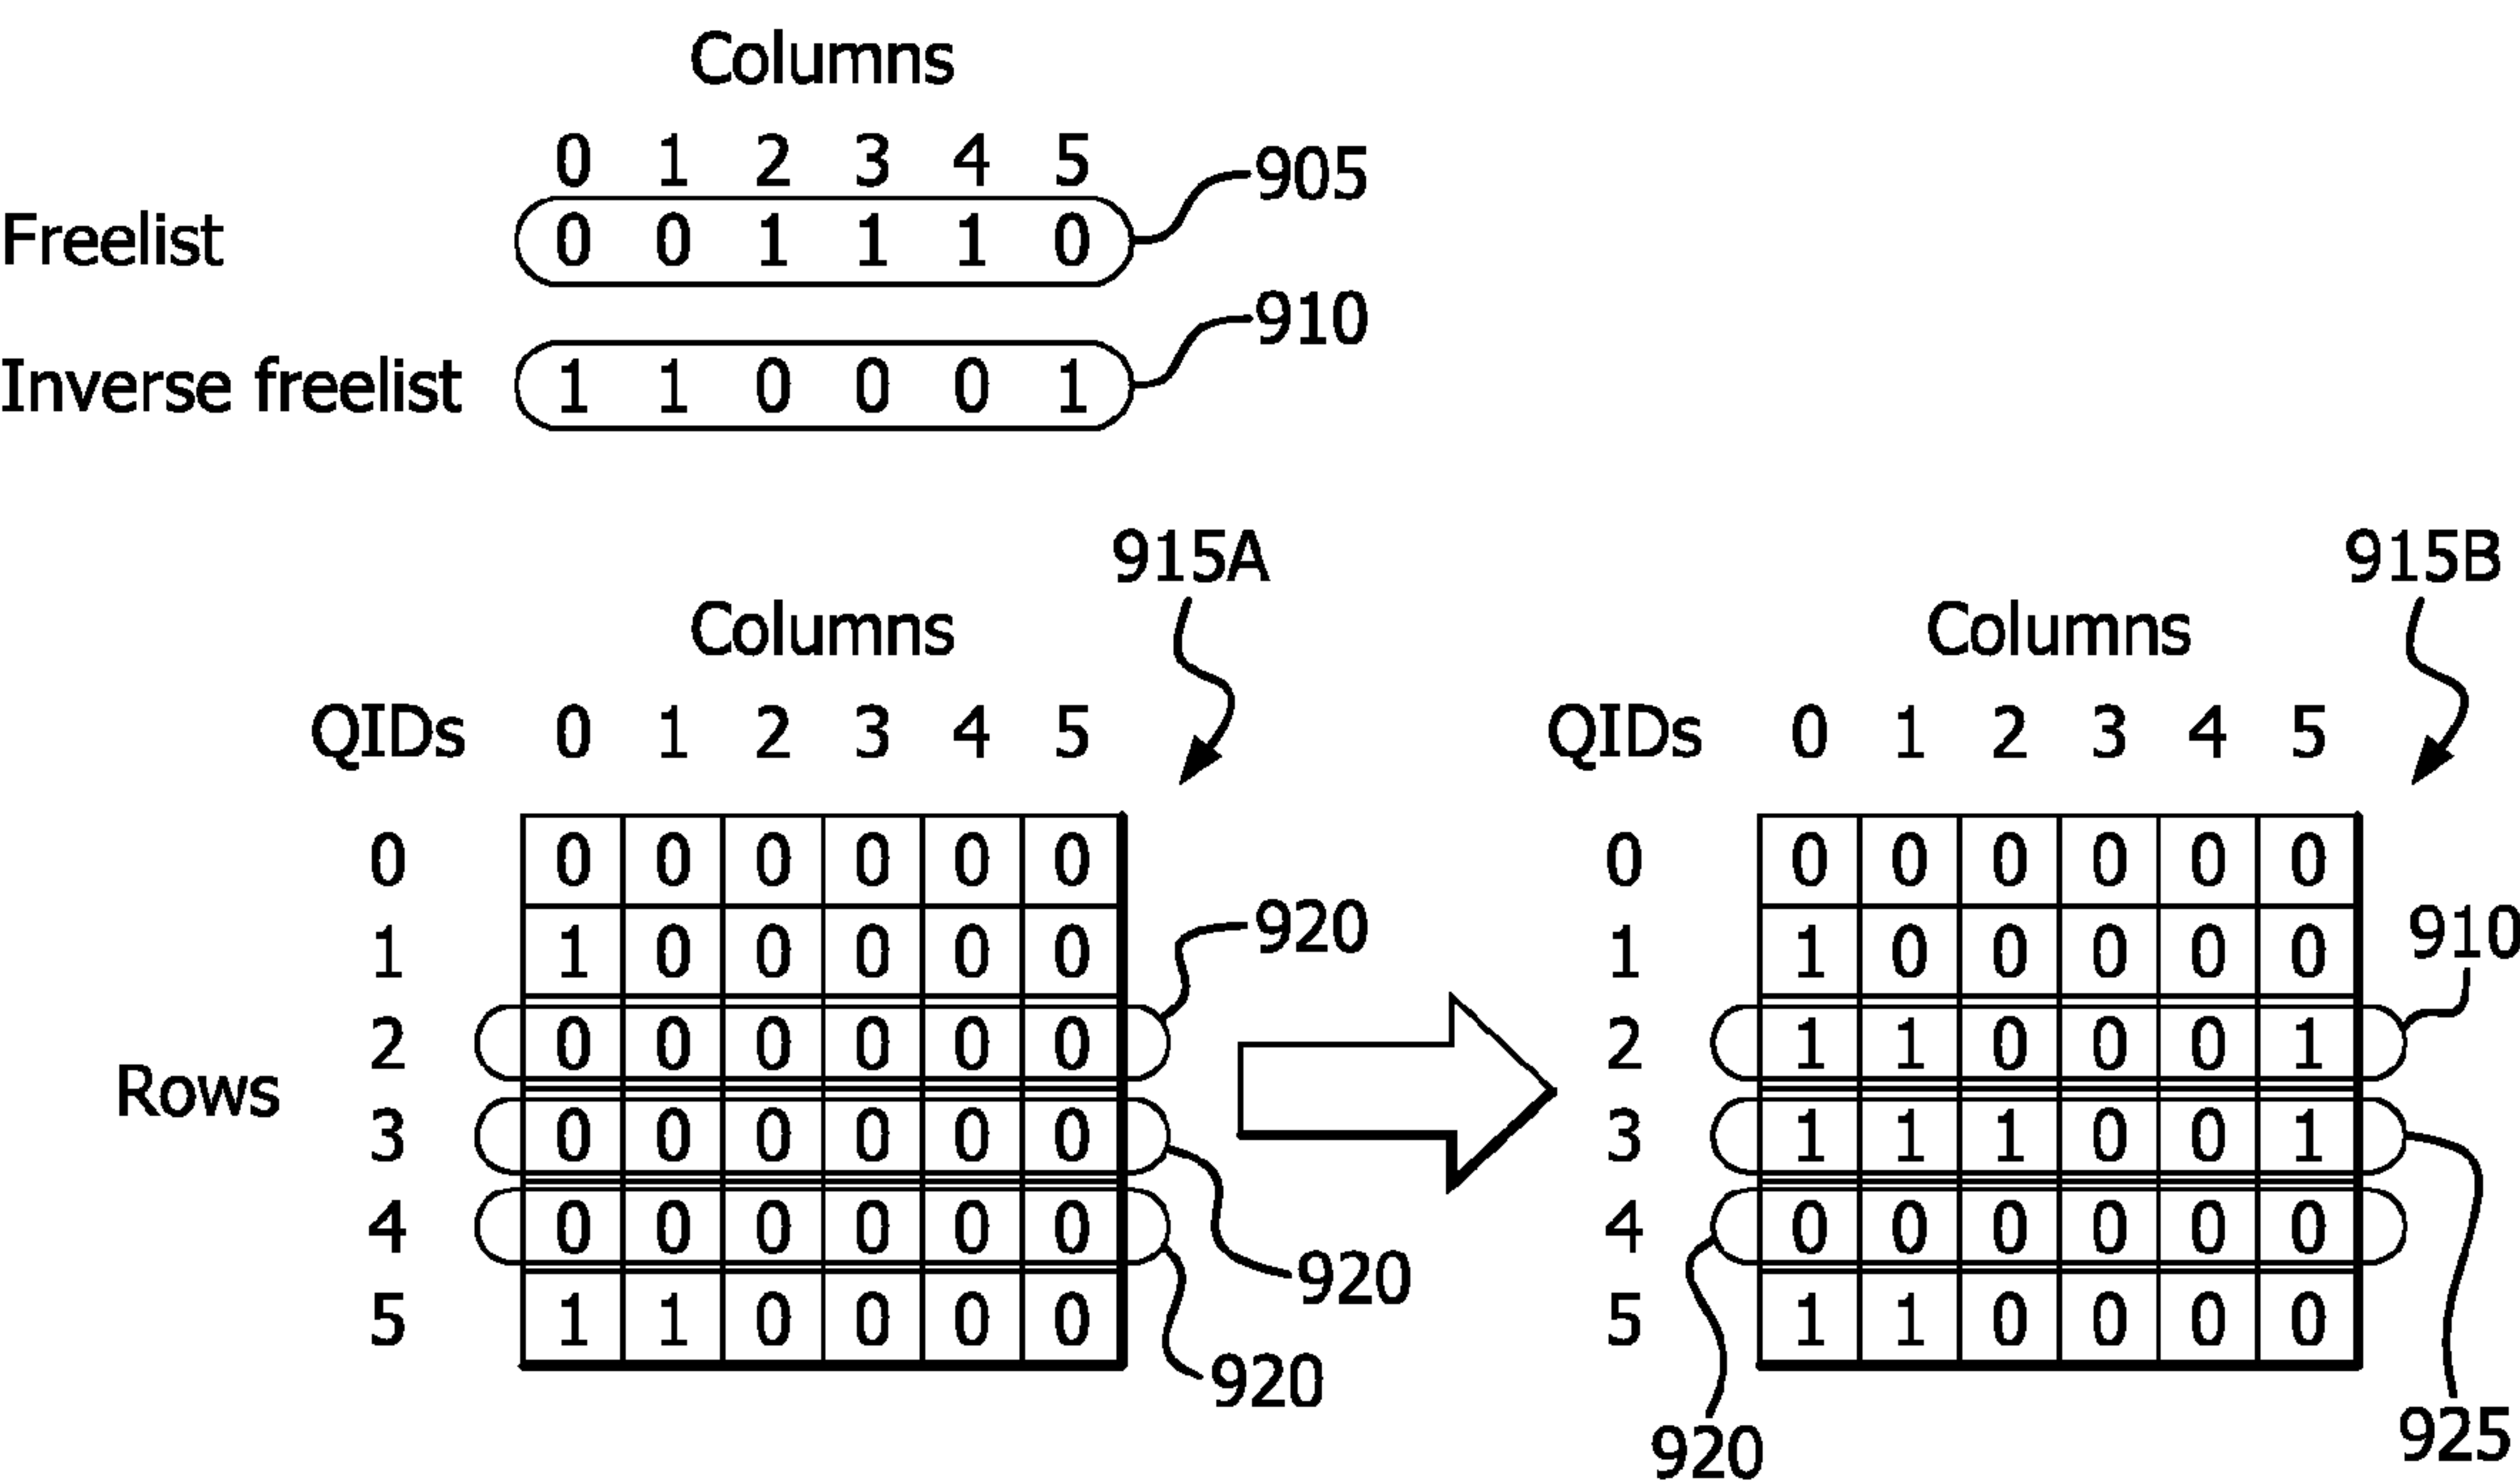 Columns
0 1 2 3 4 5
905
Freelist 0 0 1 1 1 0
910
Inverse freelist 1 1 0 0 0 1
915A
Columns
QIDs 0 1 2 3 4 5
0 0 0 0 0 0 0
1 1 0 0 0 0 0
920
2 0 0 0 0 0 0
Rows
3 0 0 0 0 0 0
4 0 0 0 0 0 0
920
5 1 1 0 0 0 0
920
915B
Columns
QIDs 0 1 2 3 4 5
0 0 0 0 0 0 0
1 1 0 0 0 0 0
910
2 1 1 0 0 0 1
3 1 1 1 0 0 1
4 0 0 0 0 0 0
5 1 1 0 0 0 0
925
920